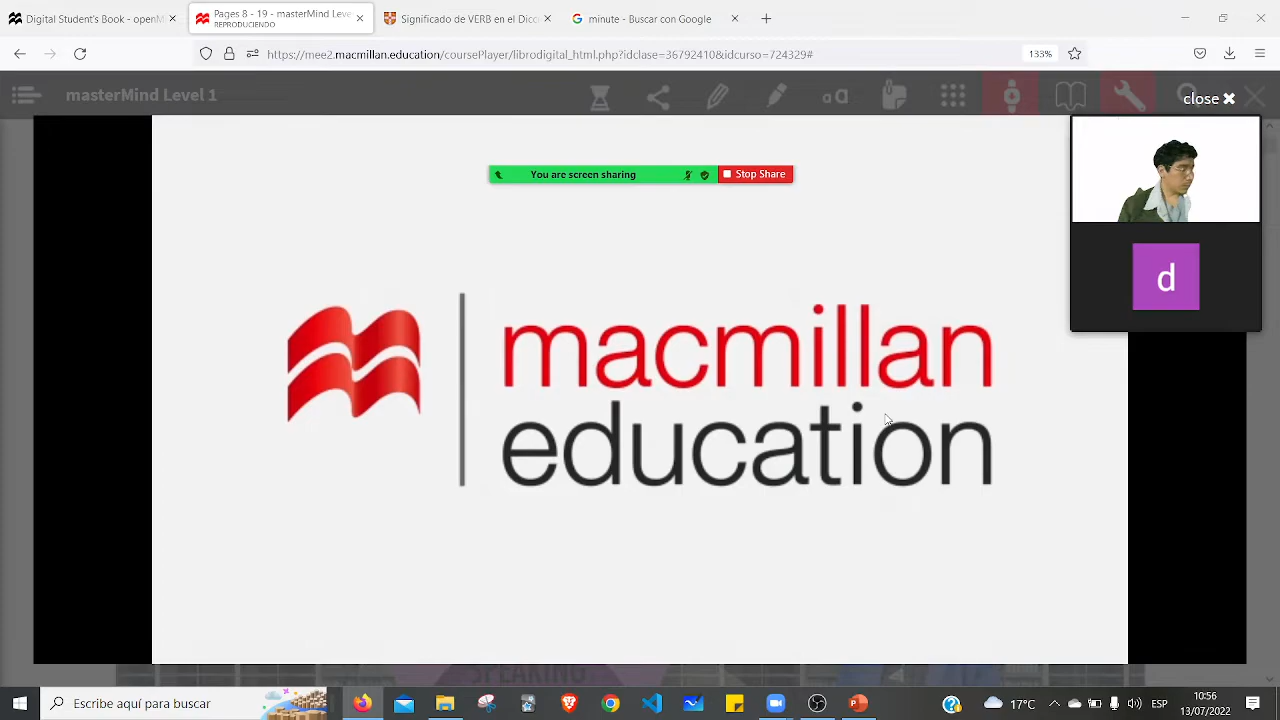 Digital Student's Book - openM
Pages 8 - 19 - masterMind Leve
REPRODUCIENDO
Significado de VERB en el Dicc
minute - Buscar con Google
https://mee2.macmillan.education/coursePlayer/librodigital_html.php?idclase=36792410&idcurso=724329#
133%
masterMind Level 1
aa
close
You are screen sharing
Stop Share
d
macmillan
education
SPEAKING
Escribe aquí para buscar
17°C
ESP
10:56
13/07/2022